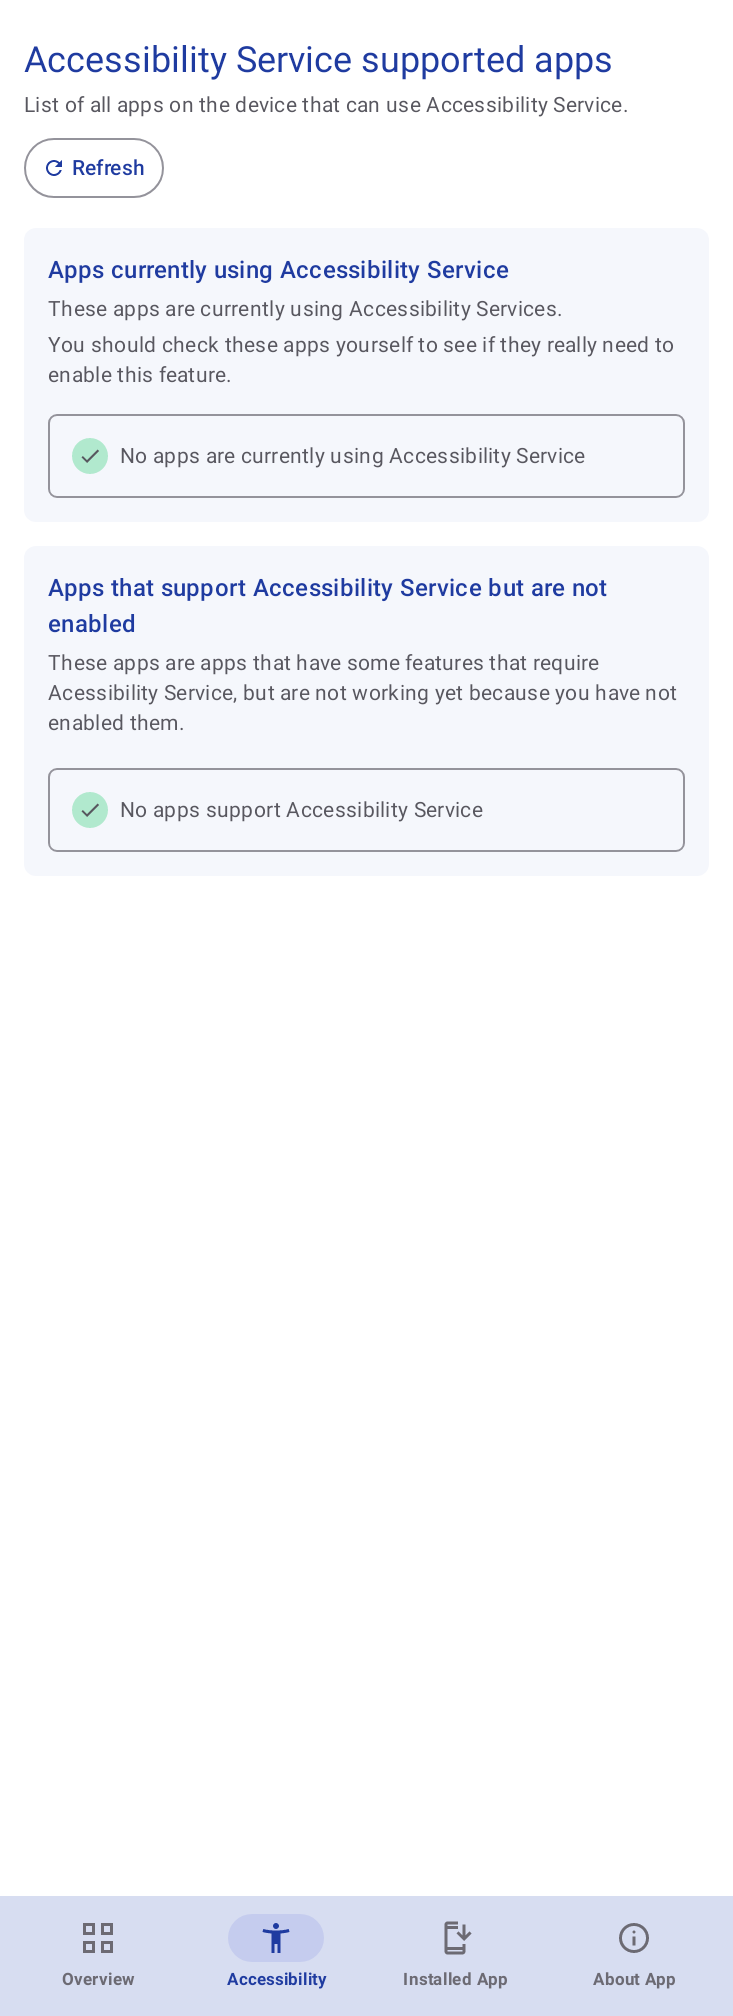 Accessibility Service supported apps
List of all apps on the device that can use Accessibility Service.
Refresh
Apps currently using Accessibility Service
These apps are currently using Accessibility Services.
You should check these apps yourself to see if they really need to
enable this feature.
No apps are currently using Accessibility Service
Apps that support Accessibility Service but are not
enabled
These apps are apps that have some features that require
Acessibility Service, but are not working yet because you have not
enabled them.
No apps support Accessibility Service
Overview
Accessibility
Installed App
About App